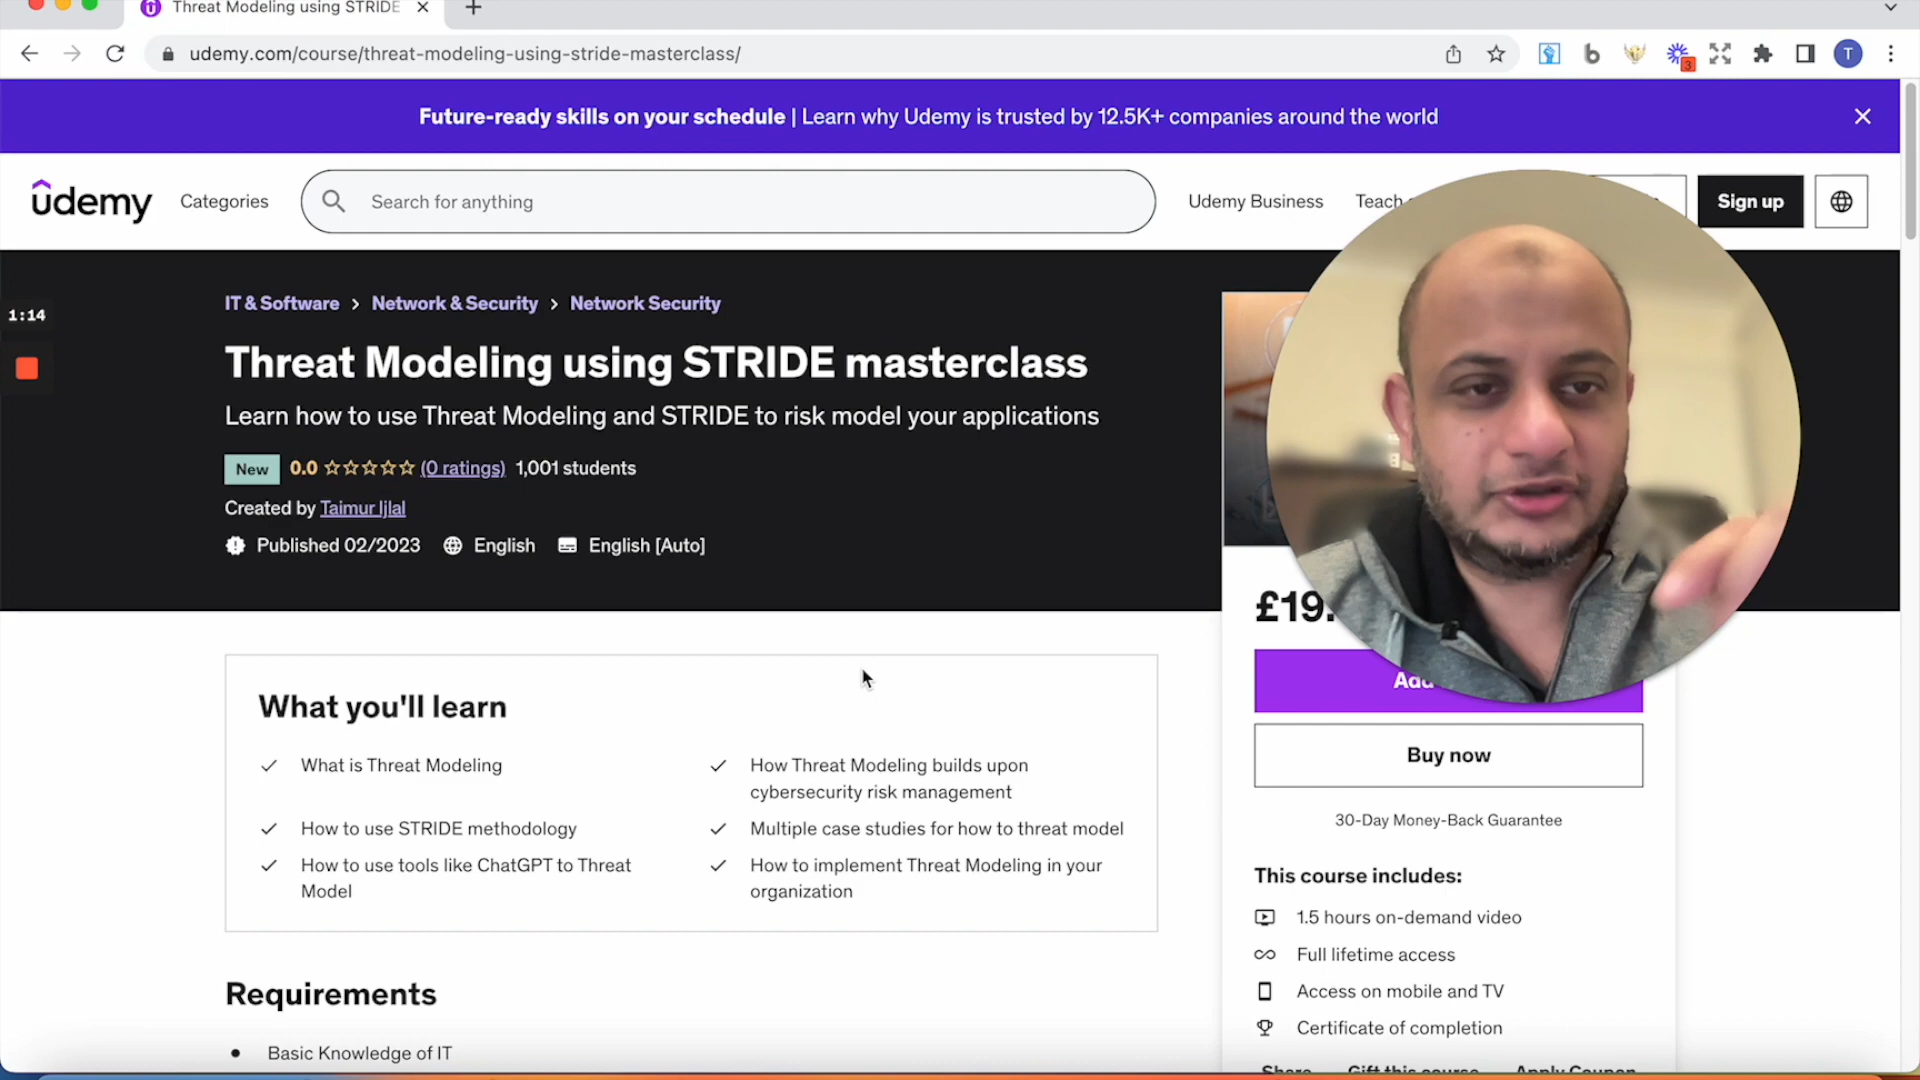 Threat Modeling using STRIDE
udemy.com/course/threat-modeling-using-stride-masterclass/
3
T
Future-ready skills on your schedule | Learn why Udemy is trusted by 12.5K+ companies around the world
udemy
Categories
Search for anything
Udemy Business
Teach
Sign up
IT & Software > Network & Security > Network Security
1:14
Threat Modeling using STRIDE masterclass
Learn how to use Threat Modeling and STRIDE to risk model your applications
New 0.0 (0 ratings) 1,001 students
Created by Taimur Ijlal
Published 02/2023 English English [Auto]
£19.
Add
Buy now
30-Day Money-Back Guarantee
What you'll learn
What is Threat Modeling
How Threat Modeling builds upon
cybersecurity risk management
How to use STRIDE methodology
Multiple case studies for how to threat model
How to use tools like ChatGPT to Threat
Model
How to implement Threat Modeling in your
organization
This course includes:
1.5 hours on-demand video
Full lifetime access
Access on mobile and TV
Certificate of completion
Share Gift this course Apply Coupon
Requirements
Basic Knowledge of IT